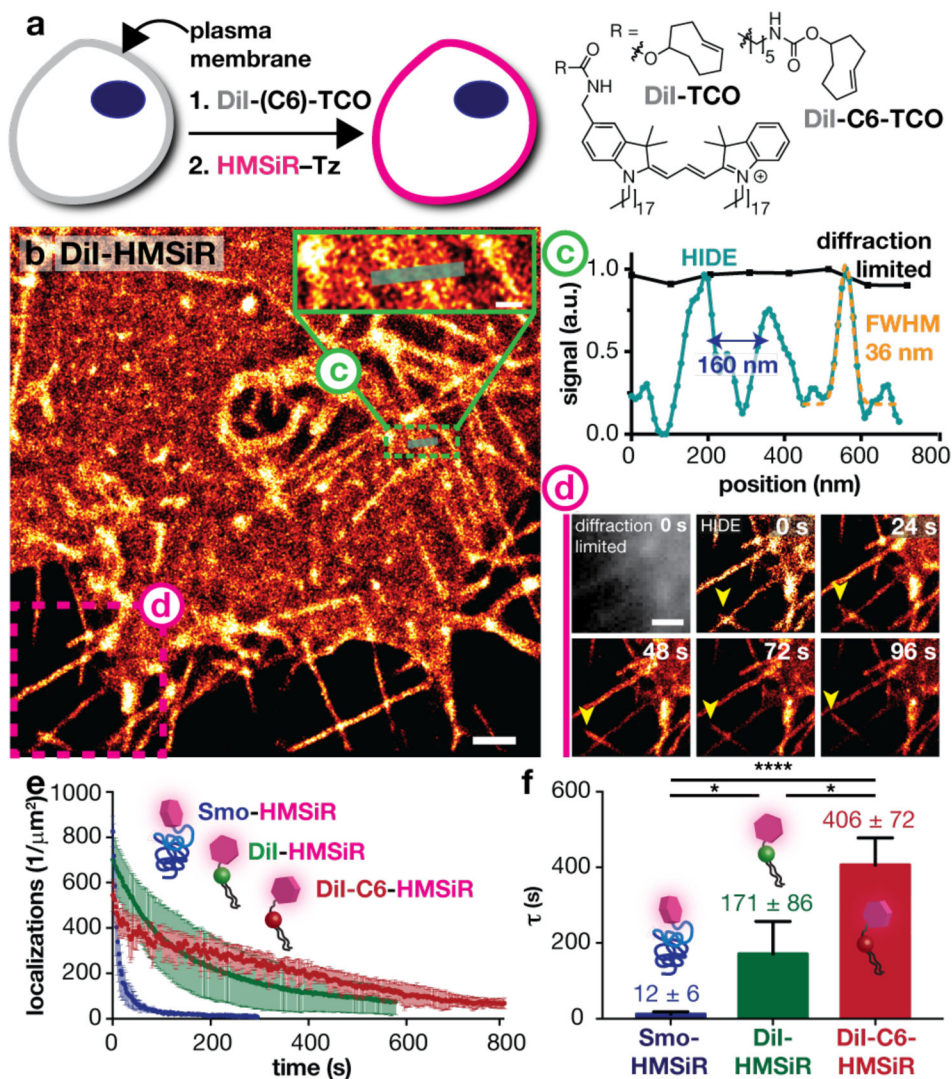 a
plasma
membrane
1. DiI-(C6)-TCO
2. HMSiR–Tz
R =
O
R
O
NH
DiI-TCO
5
H
N
O
O
DiI-C6-TCO
N
N
+
17
17
b DiI-HMSiR
c
d
c
HIDE
diffraction
limited
160 nm
FWHM
36 nm
signal (a.u.)
1.0
0.5
0.0
0 200 400 600 800
position (nm)
d
diffraction
limited
0 s
HIDE
0 s
24 s
48 s
72 s
96 s
e
localizations (1/µm²)
1000
800
600
400
200
0
Smo-HMSiR
DiI-HMSiR
DiI-C6-HMSiR
0 200 400 600 800
time (s)
f
τ (s)
600
400
200
0
****
* *
12 ± 6
171 ± 86
406 ± 72
Smo-
HMSiR
DiI-
HMSiR
DiI-C6-
HMSiR